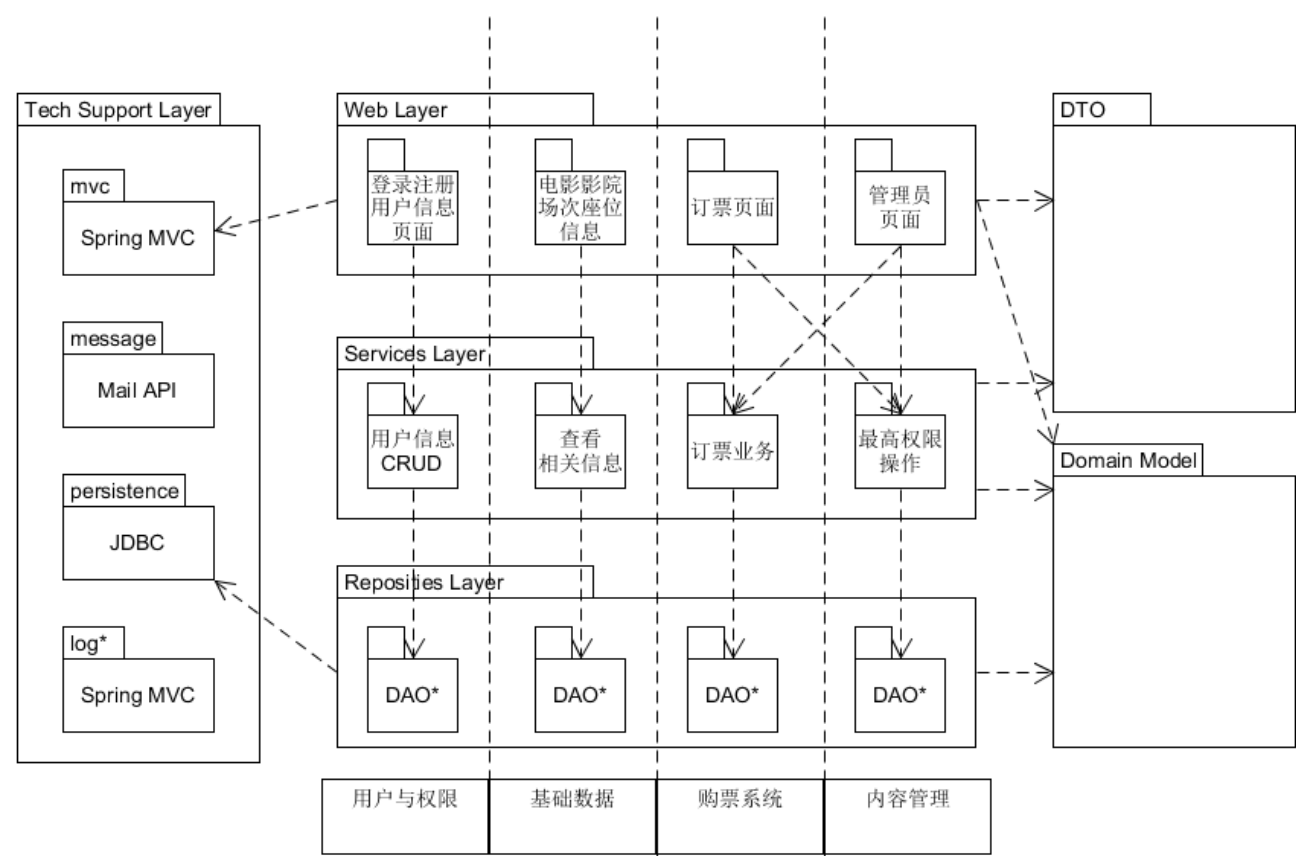 Tech Support Layer
mvc
Spring MVC
message
Mail API
persistence
JDBC
log*
Spring MVC
Web Layer
登录注册
用户信息
页面
电影影院
场次座位
信息
订票页面
管理员
页面
Services Layer
用户信息
CRUD
查看
相关信息
订票业务
最高权限
操作
Reposities Layer
DAO*
DAO*
DAO*
DAO*
DTO
Domain Model
用户与权限
基础数据
购票系统
内容管理